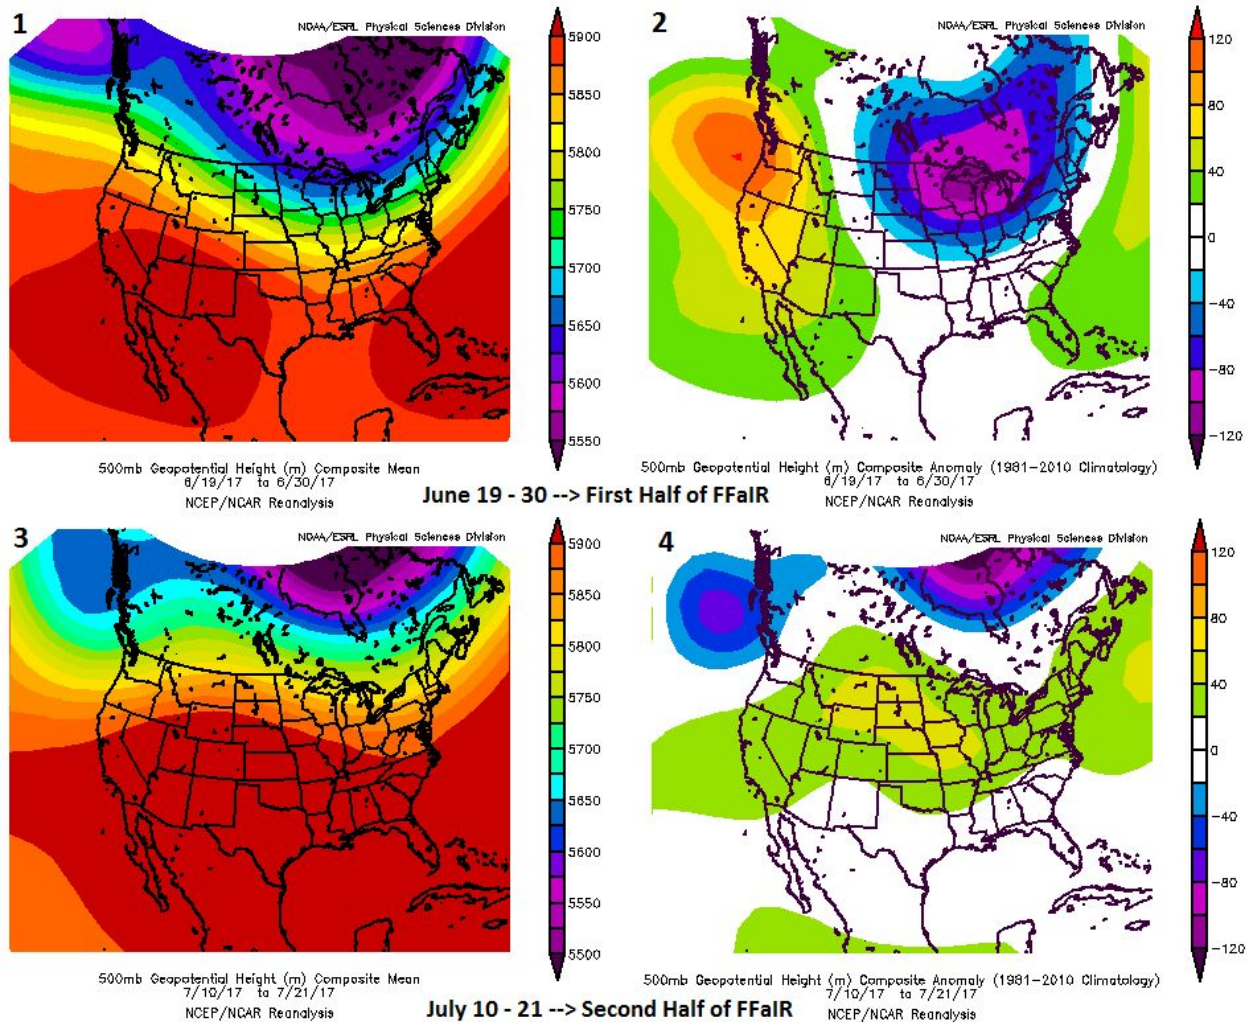 1
NOAA/ESRL Physical Sciences Division
5900
5850
5800
5750
5700
5650
5600
5550
500mb Geopotential Height (m) Composite Mean
6/19/17 to 6/30/17
NCEP/NCAR Reanalysis
2
NOAA/ESRL Physical Sciences Division
120
80
40
0
-40
-80
-120
500mb Geopotential Height (m) Composite Anomaly (1981-2010 Climatology)
6/19/17 to 6/30/17
NCEP/NCAR Reanalysis
June 19 - 30 --> First Half of FFaIR
3
NOAA/ESRL Physical Sciences Division
5900
5850
5800
5750
5700
5650
5600
5550
5500
500mb Geopotential Height (m) Composite Mean
7/10/17 to 7/21/17
NCEP/NCAR Reanalysis
4
NOAA/ESRL Physical Sciences Division
120
80
40
0
-40
-80
-120
500mb Geopotential Height (m) Composite Anomaly (1981-2010 Climatology)
7/10/17 to 7/21/17
NCEP/NCAR Reanalysis
July 10 - 21 --> Second Half of FFaIR